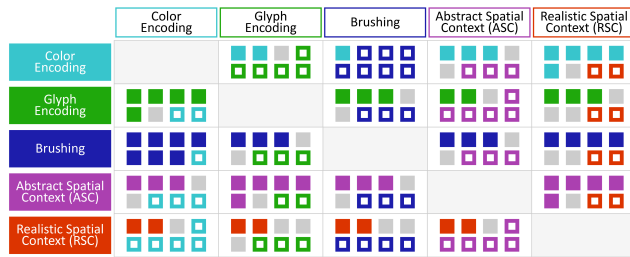 Color
Encoding
Glyph
Encoding
Brushing
Abstract Spatial
Context (ASC)
Realistic Spatial
Context (RSC)
Color
Encoding
Glyph
Encoding
Brushing
Abstract Spatial
Context (ASC)
Realistic Spatial
Context (RSC)